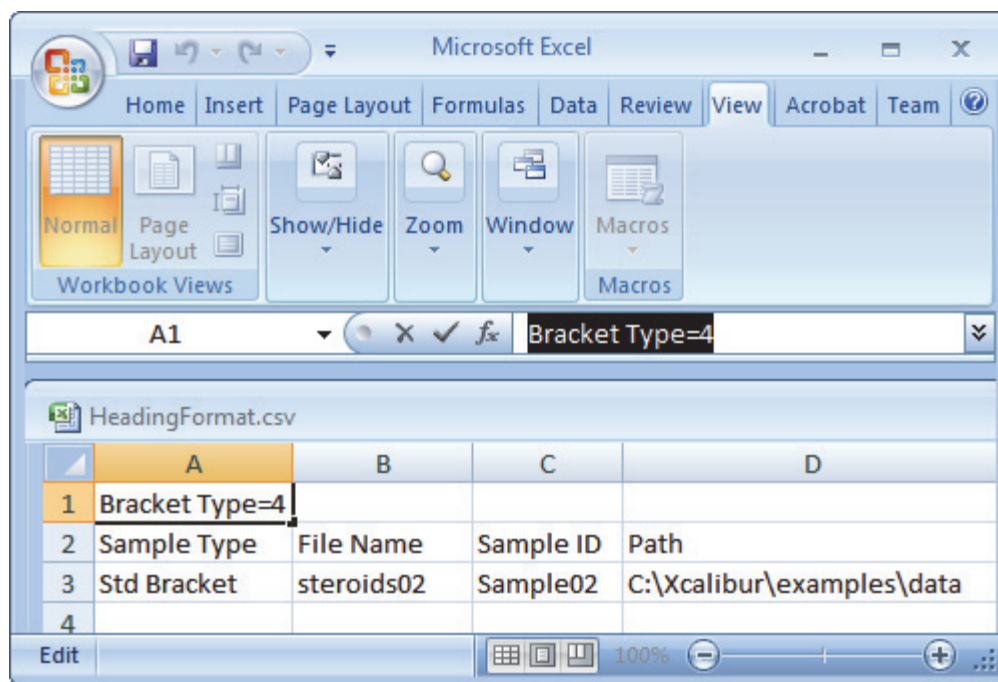 Microsoft Excel
Home Insert Page Layout Formulas Data Review View Acrobat Team
Normal Page Layout Show/Hide Zoom Window Macros
Workbook Views Macros
A1 fx Bracket Type=4
HeadingFormat.csv
A B C D
1 Bracket Type=4
2 Sample Type File Name Sample ID Path
3 Std Bracket steroids02 Sample02 C:\Xcalibur\examples\data
4
Edit 100%